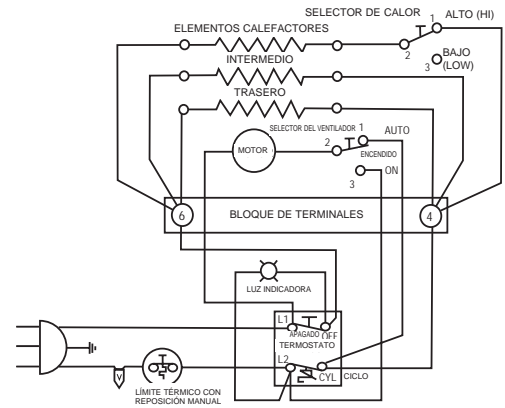 SELECTOR DE CALOR
1 ALTO (HI)
ELEMENTOS CALEFACTORES
2
BAJO
3 (LOW)
INTERMEDIO
TRASERO
SELECTOR DEL VENTILADOR 1 AUTO
MOTOR
2
ENCENDIDO
ON
3
6 BLOQUE DE TERMINALES 4
LUZ INDICADORA
L1
APAGADO OFF
TERMOSTATO
L2
CYL CICLO
V
LÍMITE TÉRMICO CON
REPOSICIÓN MANUAL